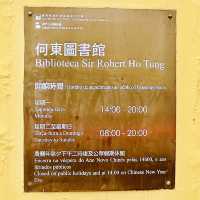 何東圖書館
Biblioteca Sir Robert Ho Tung
開館時間
星期一
Segunda-feira
Monday
14:00 - 20:00
星期二至星期日
Terça-feira a Domingo
Tuesday to Sunday
08:00 - 20:00
Encerra na véspera do Ano Novo Chinês pelas 14H00, e aos
feriados públicos
Closed on public holidays and at 14:00 on Chinese New Year
Eve